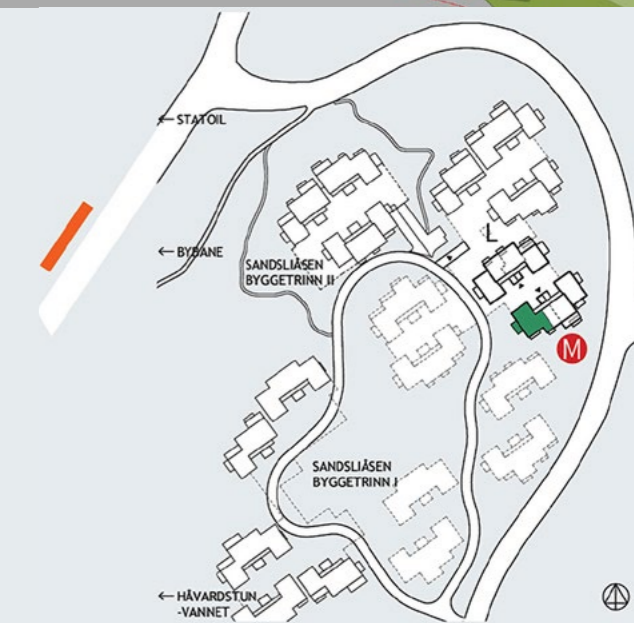 ← STATOIL
← BYBANE
SANDSLIÅSEN
BYGGETRINN II
L
M
SANDSLIÅSEN
BYGGETRINN I
← HÅVARDSTUN
-VANNET